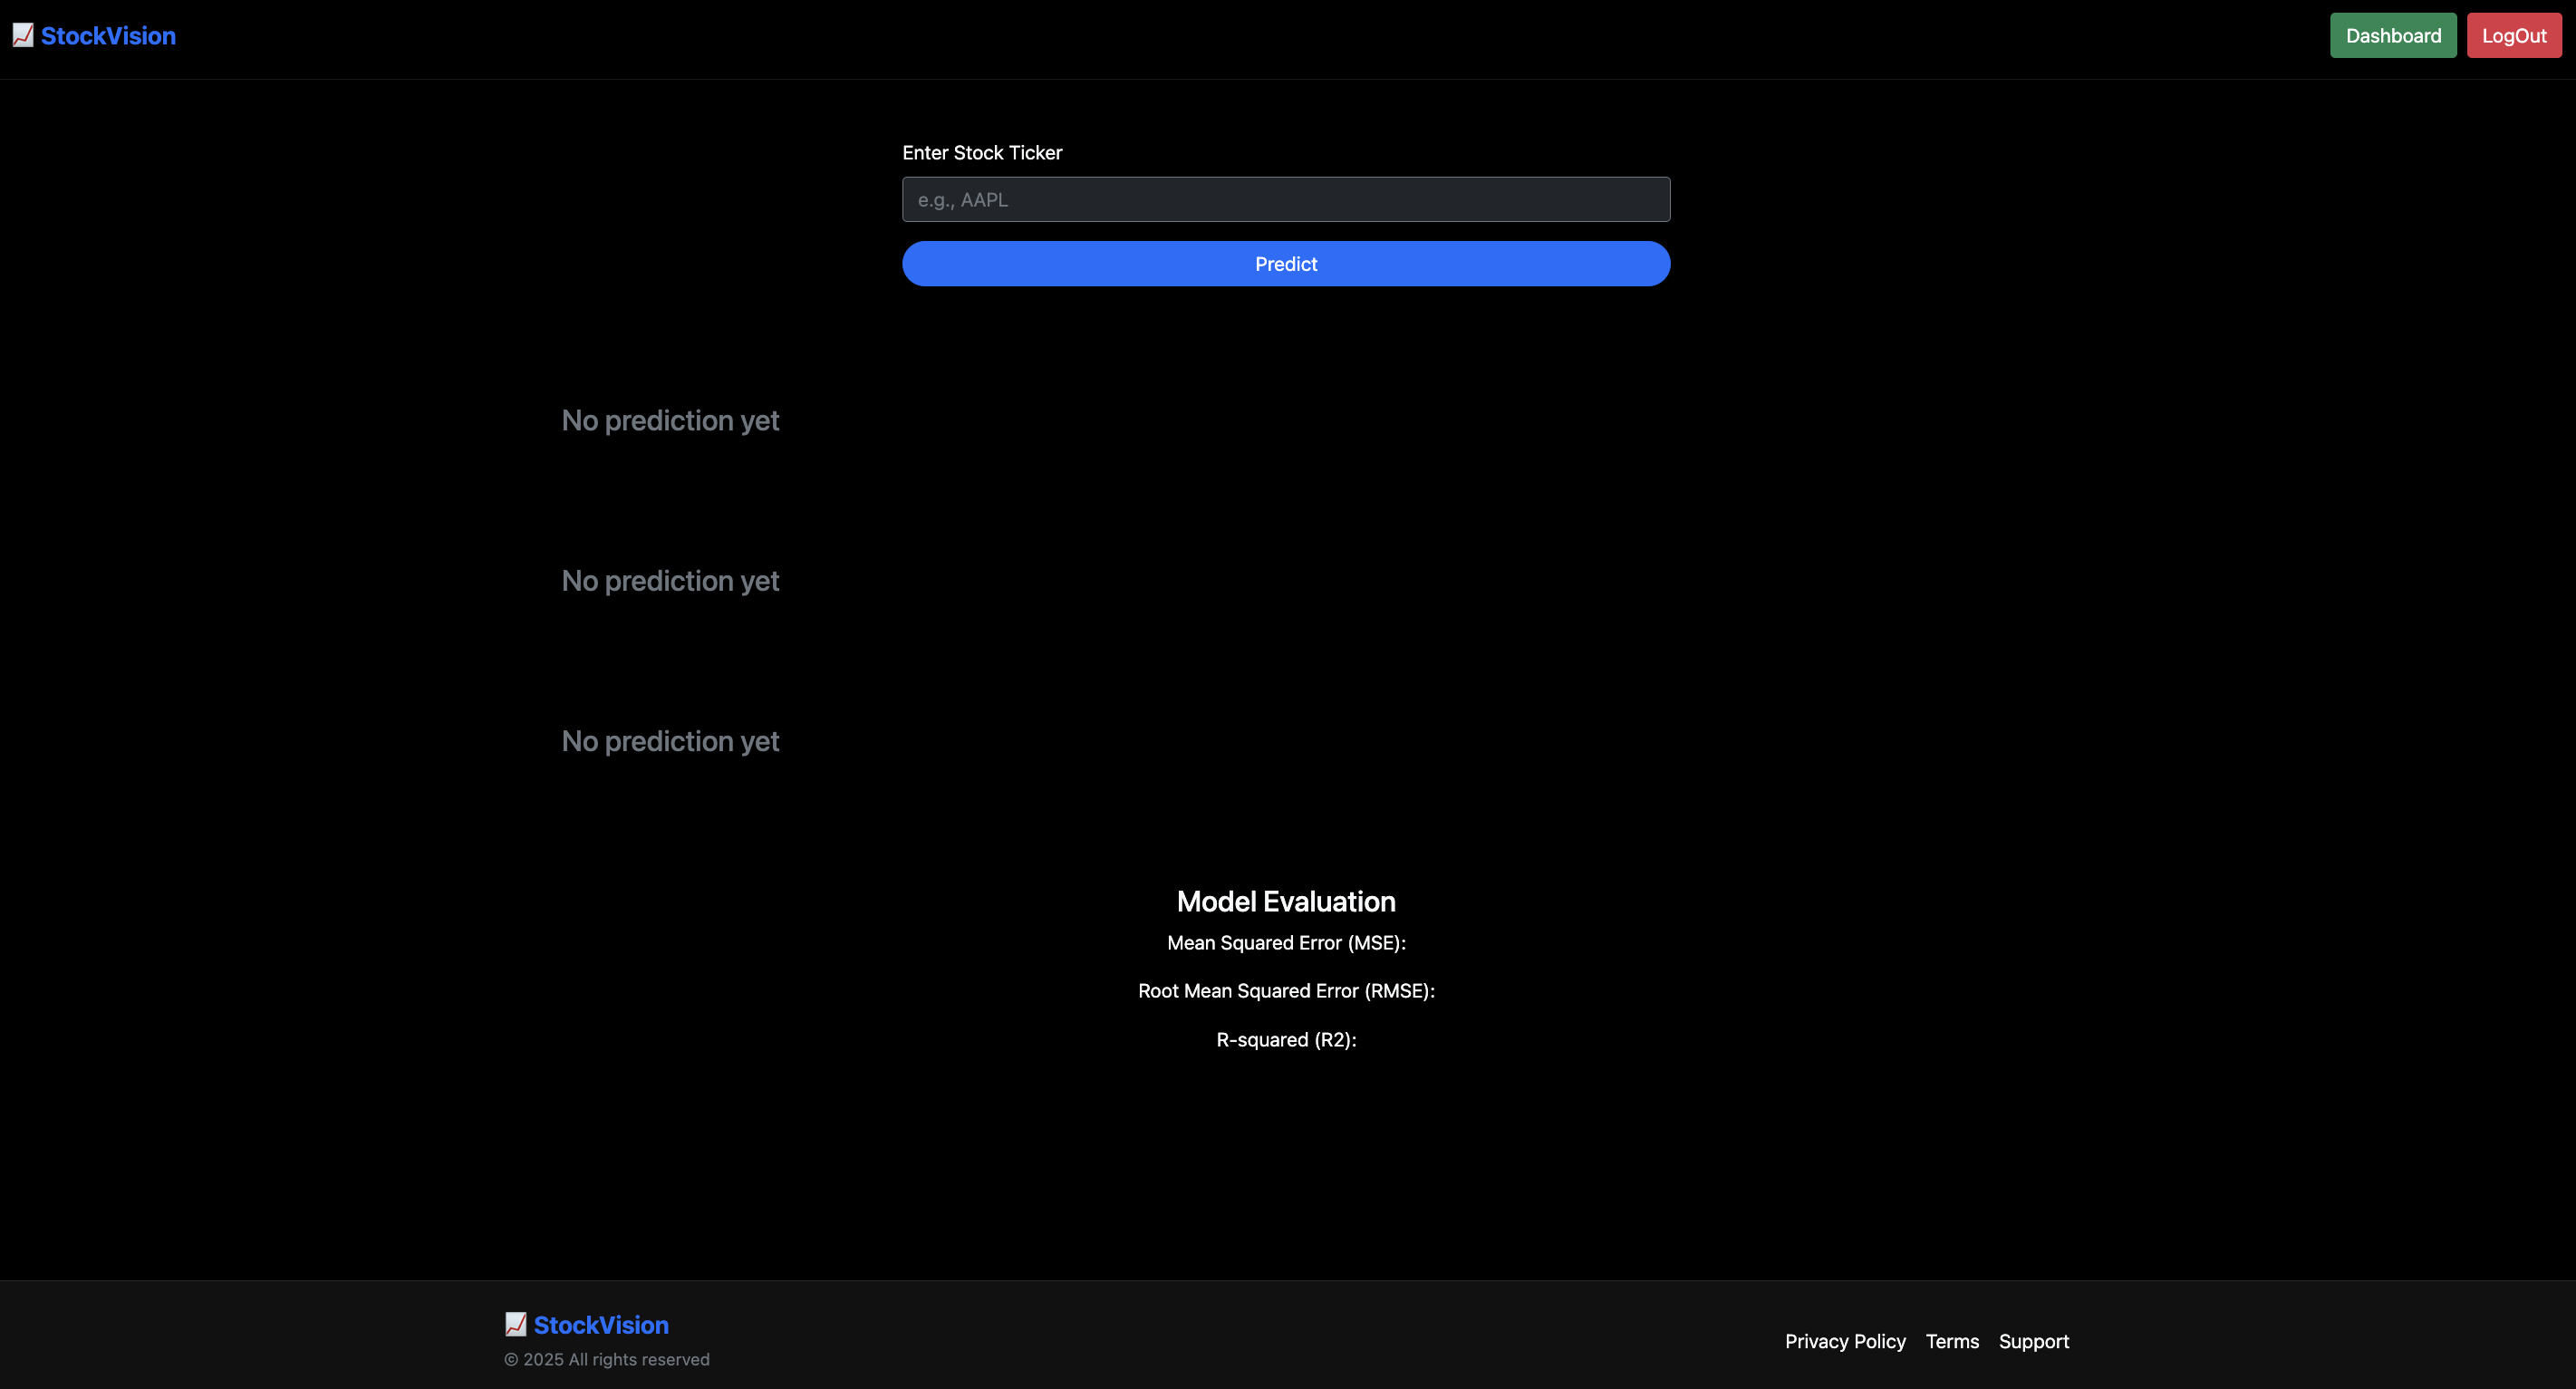 StockVision
Dashboard LogOut
Enter Stock Ticker
e.g., AAPL
Predict
No prediction yet
No prediction yet
No prediction yet
Model Evaluation
Mean Squared Error (MSE):
Root Mean Squared Error (RMSE):
R-squared (R2):
StockVision
© 2025 All rights reserved
Privacy Policy Terms Support